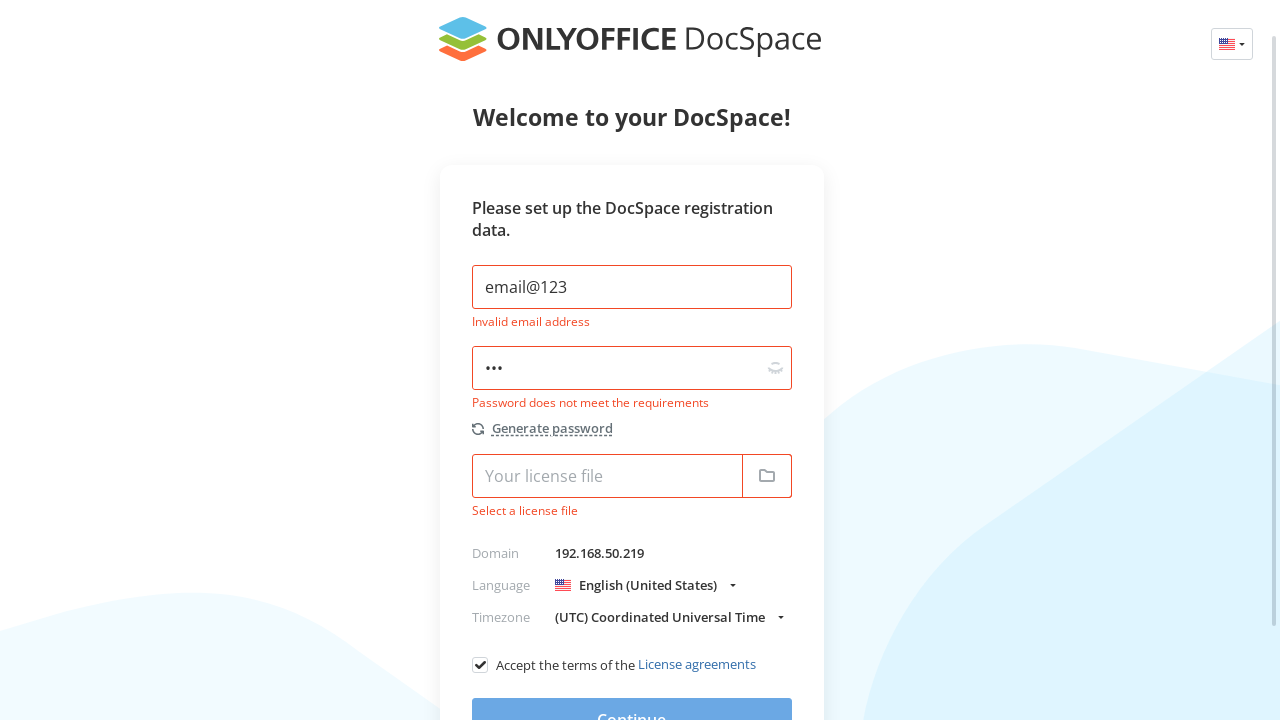 ONLYOFFICE DocSpace
Welcome to your DocSpace!
Please set up the DocSpace registration
data.
email@123
Invalid email address
•••
Password does not meet the requirements
Generate password
Your license file
Select a license file
Domain 192.168.50.219
Language English (United States)
Timezone (UTC) Coordinated Universal Time
Accept the terms of the License agreements
Continue